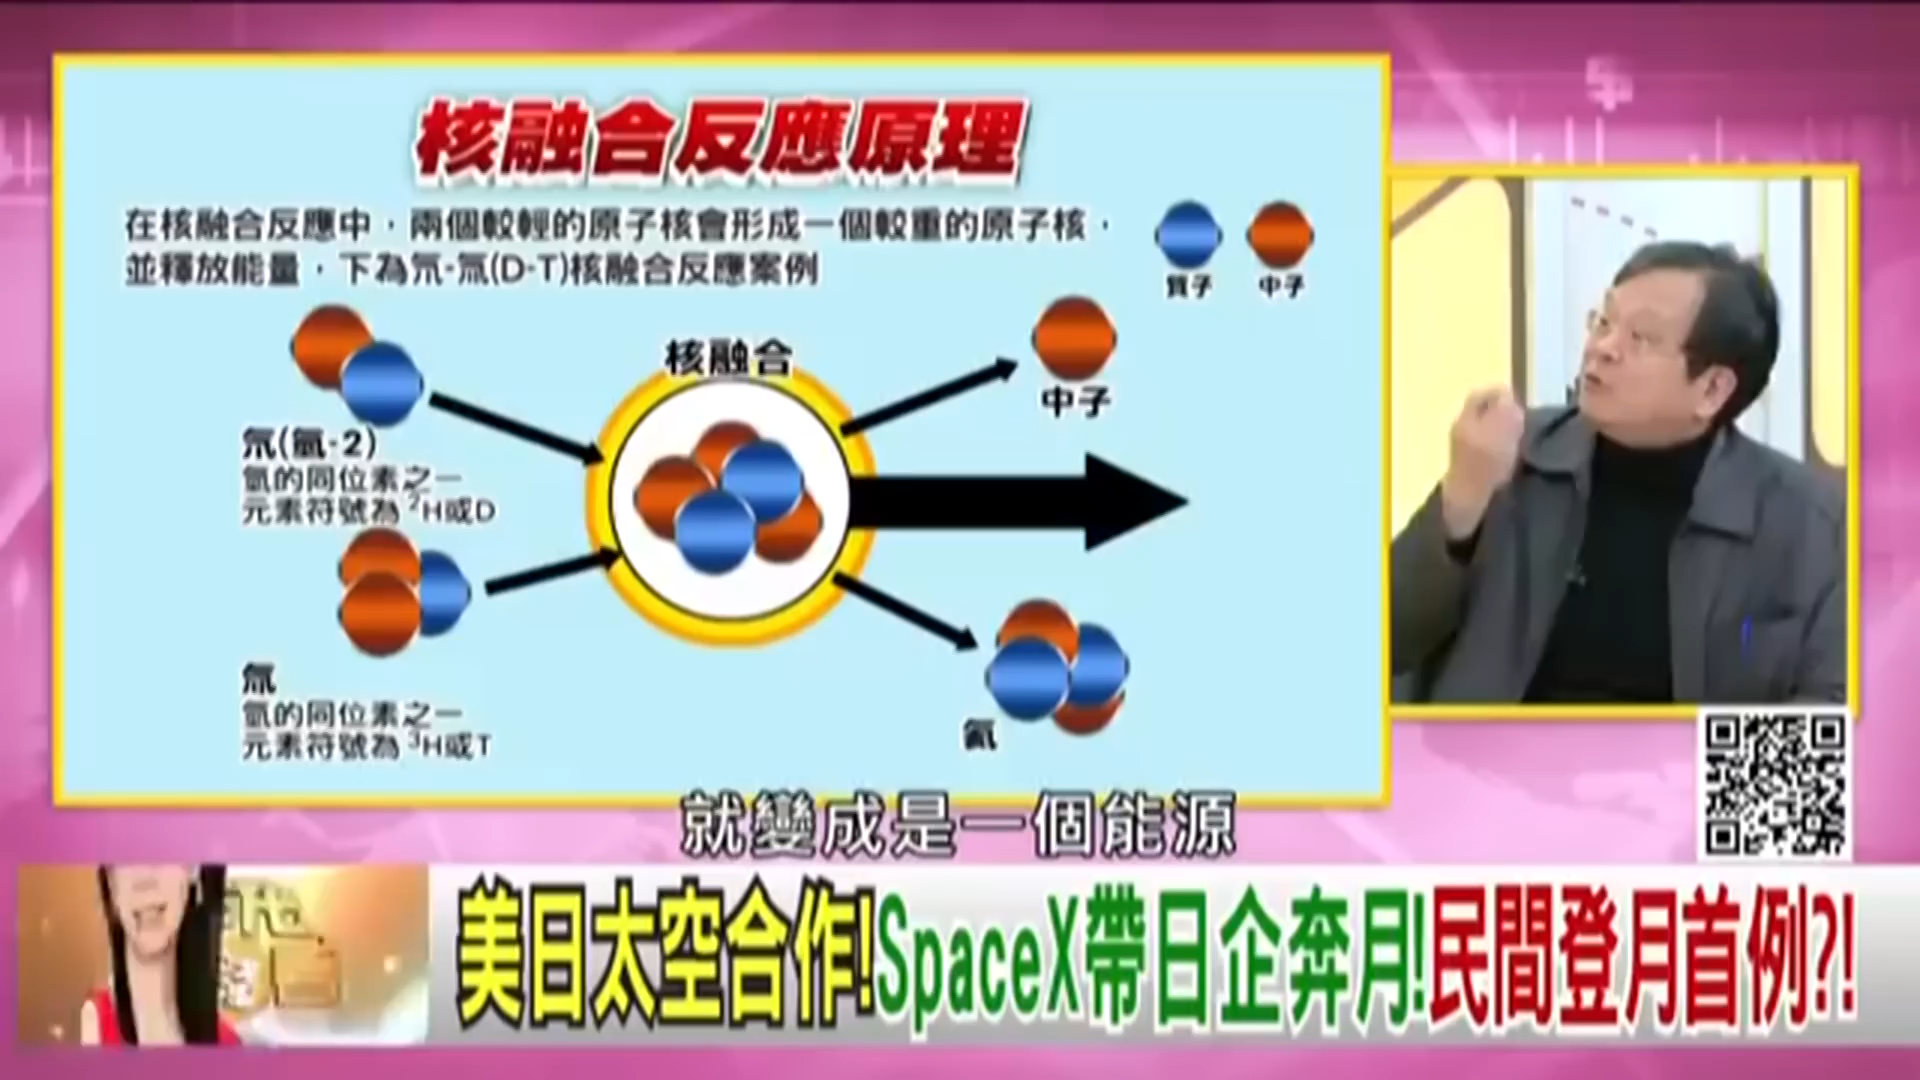 核融合反應原理
在核融合反應中，兩個較輕的原子核會形成一個較重的原子核，
並釋放能量，下為氘-氚(D-T)核融合反應案例
質子
中子
核融合
中子
氘(氫-2)
氫的同位素之一
元素符號為 ²H或D
氚
氫的同位素之一
元素符號為 ³H或T
氦
就變成是一個能源
美日太空合作!SpaceX帶日企奔月!民間登月首例?!